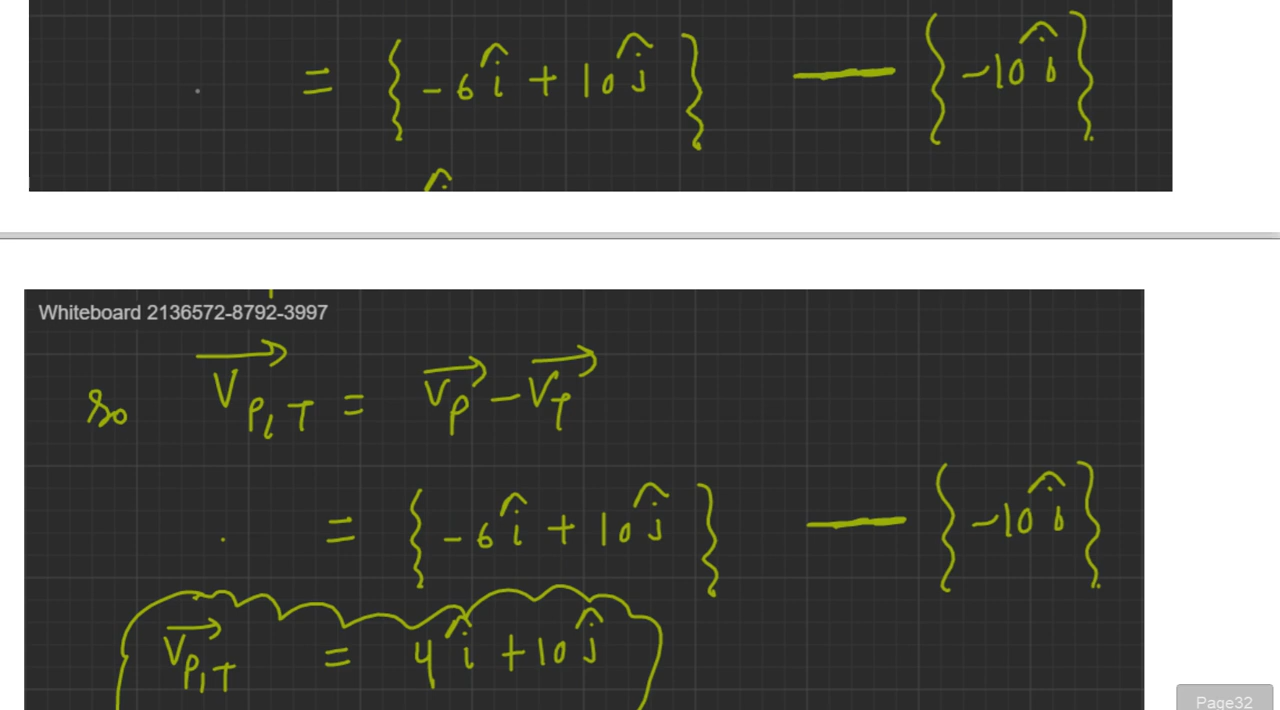 = { -6î + 10ĵ } — { -10î }
Whiteboard 2136572-8792-3997
so V⃗P,T = V⃗P - V⃗T
= { -6î + 10ĵ } — { -10î }
V⃗P,T = 4î + 10ĵ
Page32